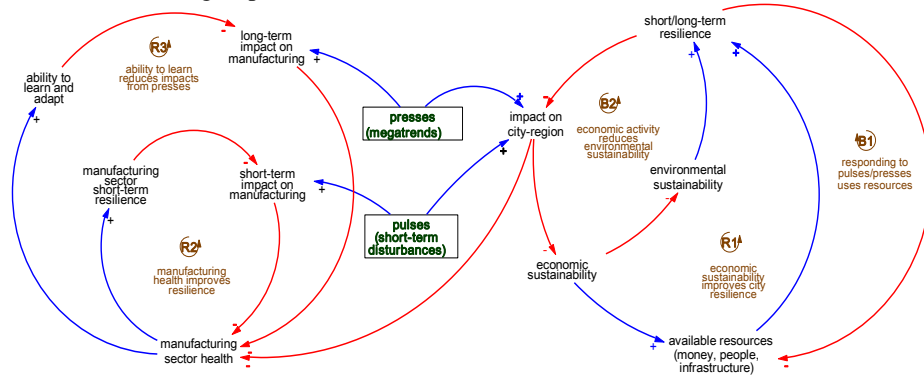 R3
ability to learn
reduces impacts
from presses
long-term
impact on
manufacturing
ability to
learn and
adapt
-
+
+
presses
(megatrends)
+
-
impact on
city-region
+
short/long-term
resilience
+
+
B2
economic activity
reduces
environmental
sustainability
B1
responding to
pulses/presses
uses resources
manufacturing
sector
short-term
resilience
+
-
short-term
impact on
manufacturing
+
environmental
sustainability
-
pulses
(short-term
disturbances)
R2
manufacturing
health improves
resilience
-
economic
sustainability
R1
economic
sustainability
improves city
resilience
manufacturing
sector health
-
-
-
available resources
(money, people,
infrastructure)
+
-